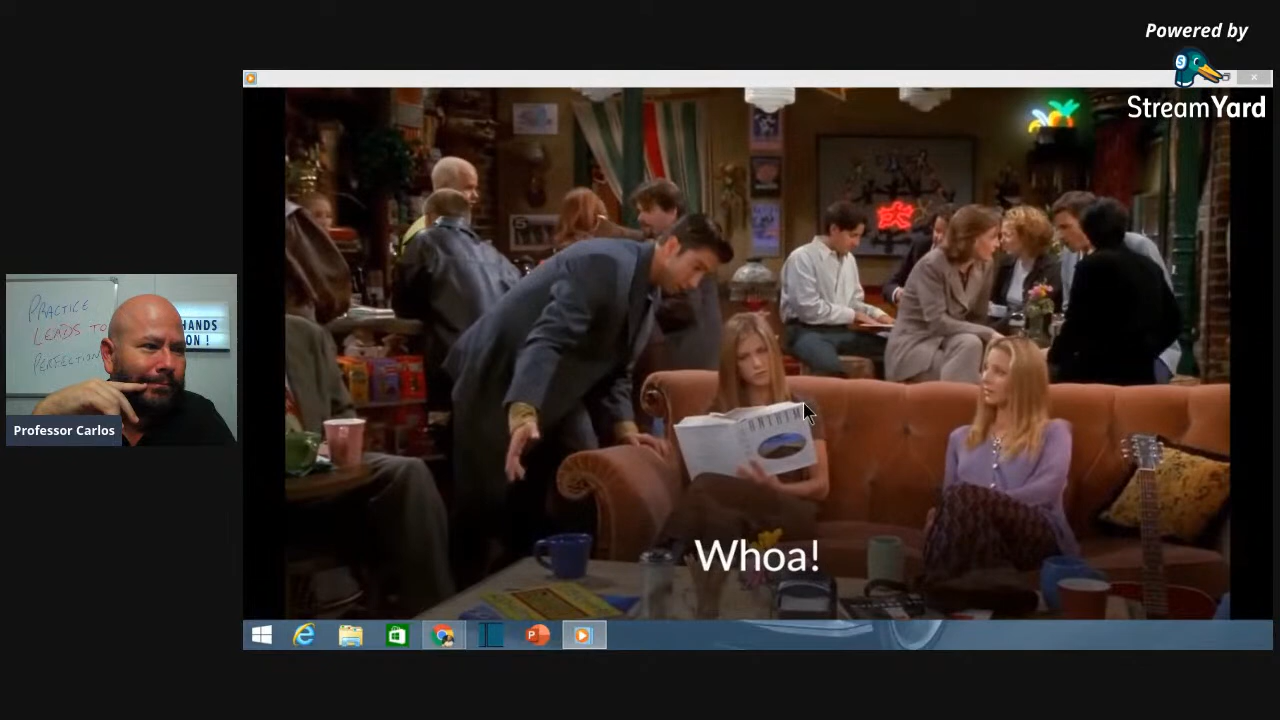 Powered by
StreamYard
PRACTICE
LEADS TO
PERFECTION
HANDS
ON !
Professor Carlos
Whoa!